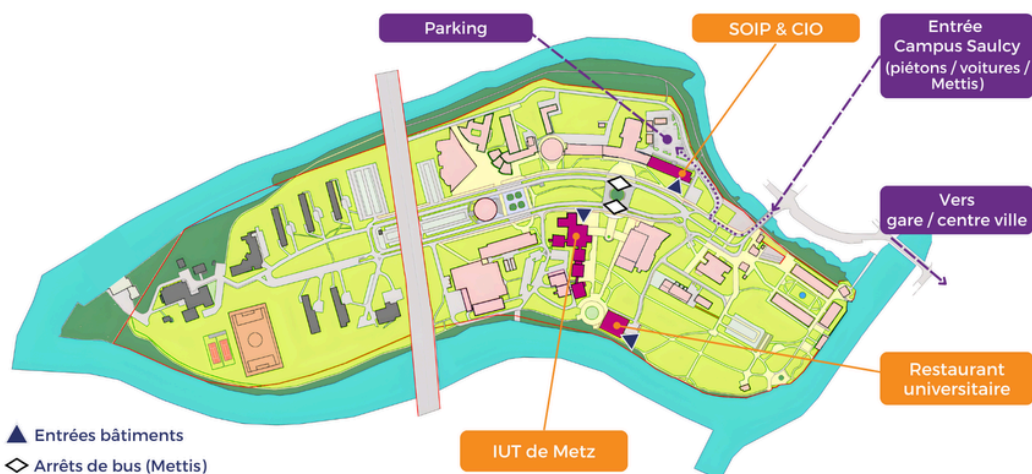 Parking
SOIP & CIO
Entrée
Campus Saulcy
(piétons / voitures /
Mettis)
Vers
gare / centre ville
Restaurant
universitaire
IUT de Metz
Entrées bâtiments
Arrêts de bus (Mettis)